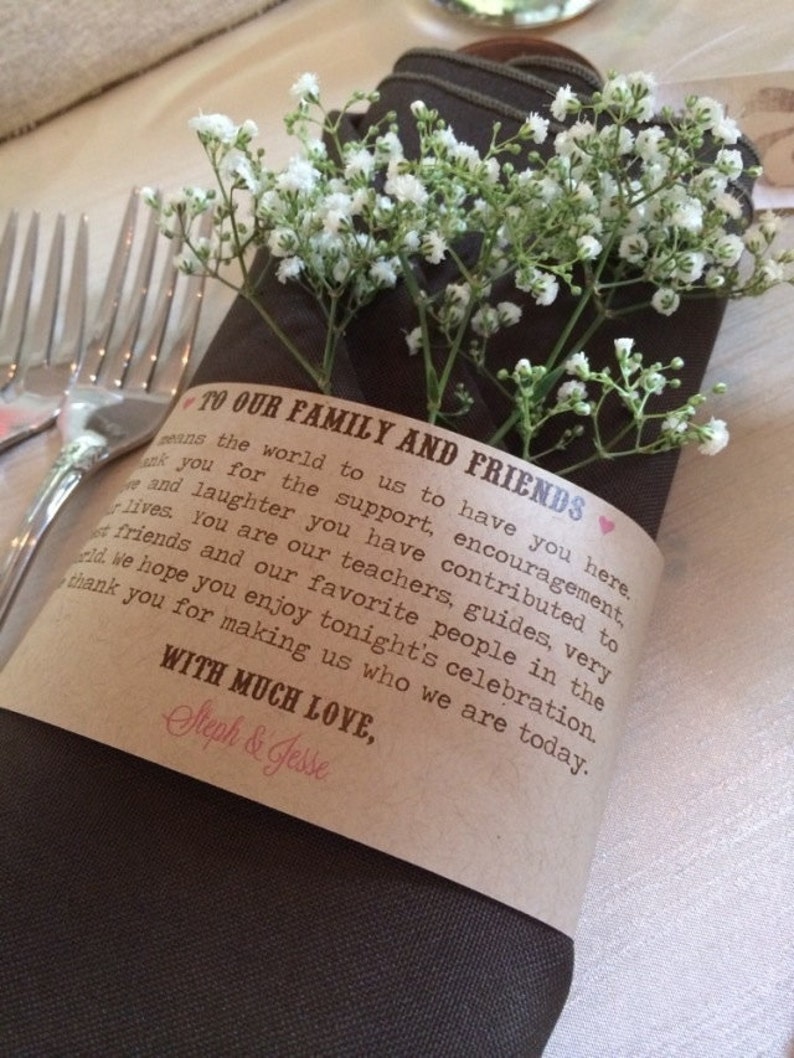 TO OUR FAMILY AND FRIENDS
means the world to us to have you here.
you for the support, encouragement,
and laughter you have contributed to
lives. You are our teachers, guides, very
friends and our favorite people in the
We hope you enjoy tonight's celebration.
thank you for making us who we are today.
WITH MUCH LOVE,
Steph & Jesse